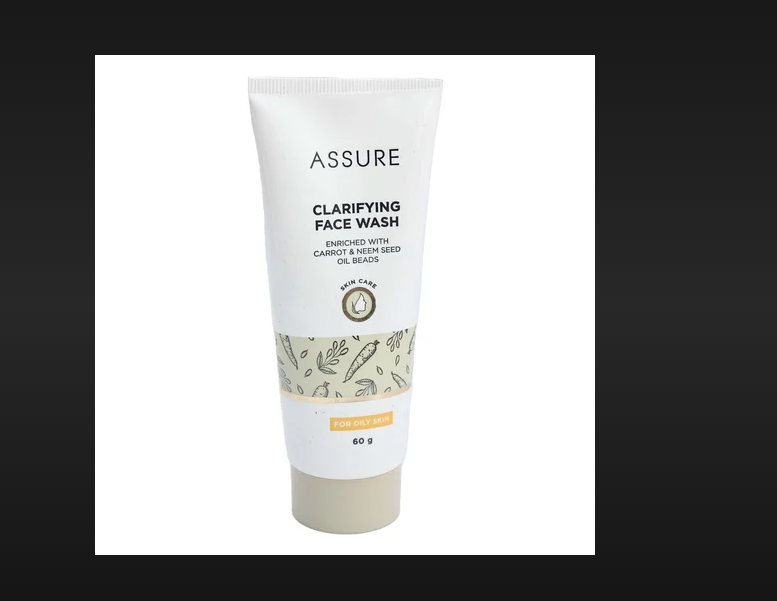 ASSURE
CLARIFYING
FACE WASH
ENRICHED WITH
CARROT & NEEM SEED
OIL BEADS
SKIN CARE
FOR OILY SKIN
60 g